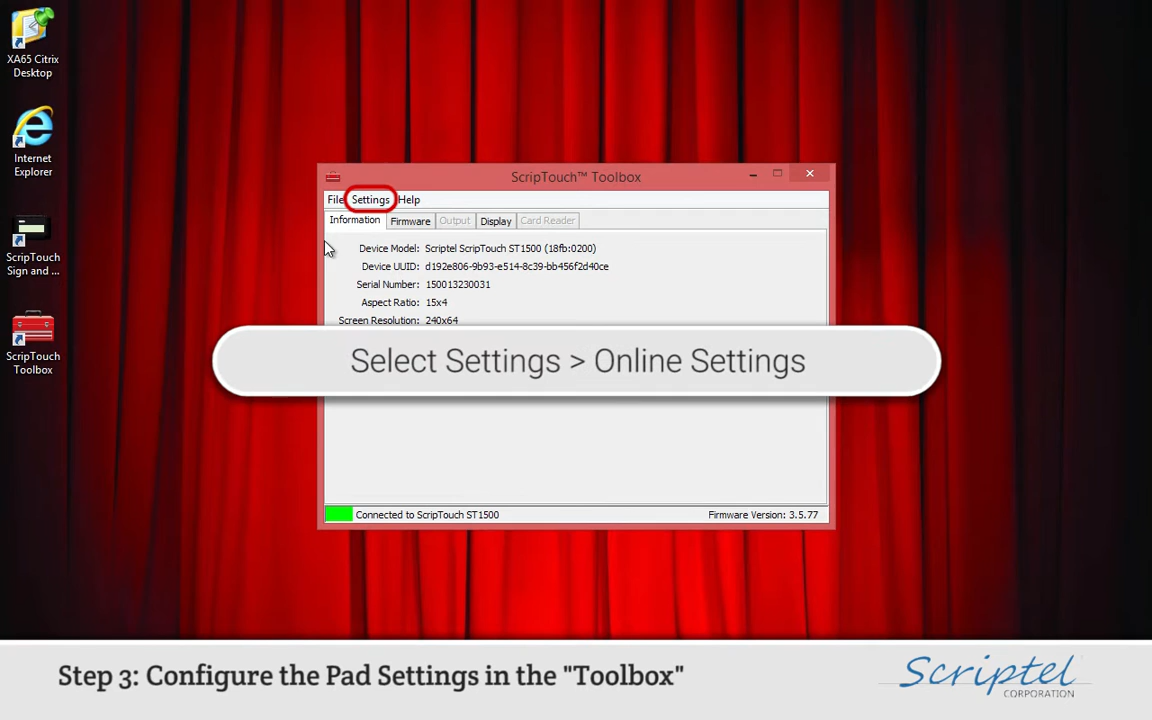 XA65 Citrix
Desktop
Internet
Explorer
ScripTouch
Sign and ...
ScripTouch
Toolbox
ScripTouch™ Toolbox
File Settings Help
Information Firmware Output Display Card Reader
Device Model: Scriptel ScripTouch ST1500 (18fb:0200)
Device UUID: d192e806-9b93-e514-8c39-bb456f2d40ce
Serial Number: 150013230031
Aspect Ratio: 15x4
Screen Resolution: 240x64
Select Settings > Online Settings
Connected to ScripTouch ST1500 Firmware Version: 3.5.77
Step 3: Configure the Pad Settings in the "Toolbox"
Scriptel
CORPORATION